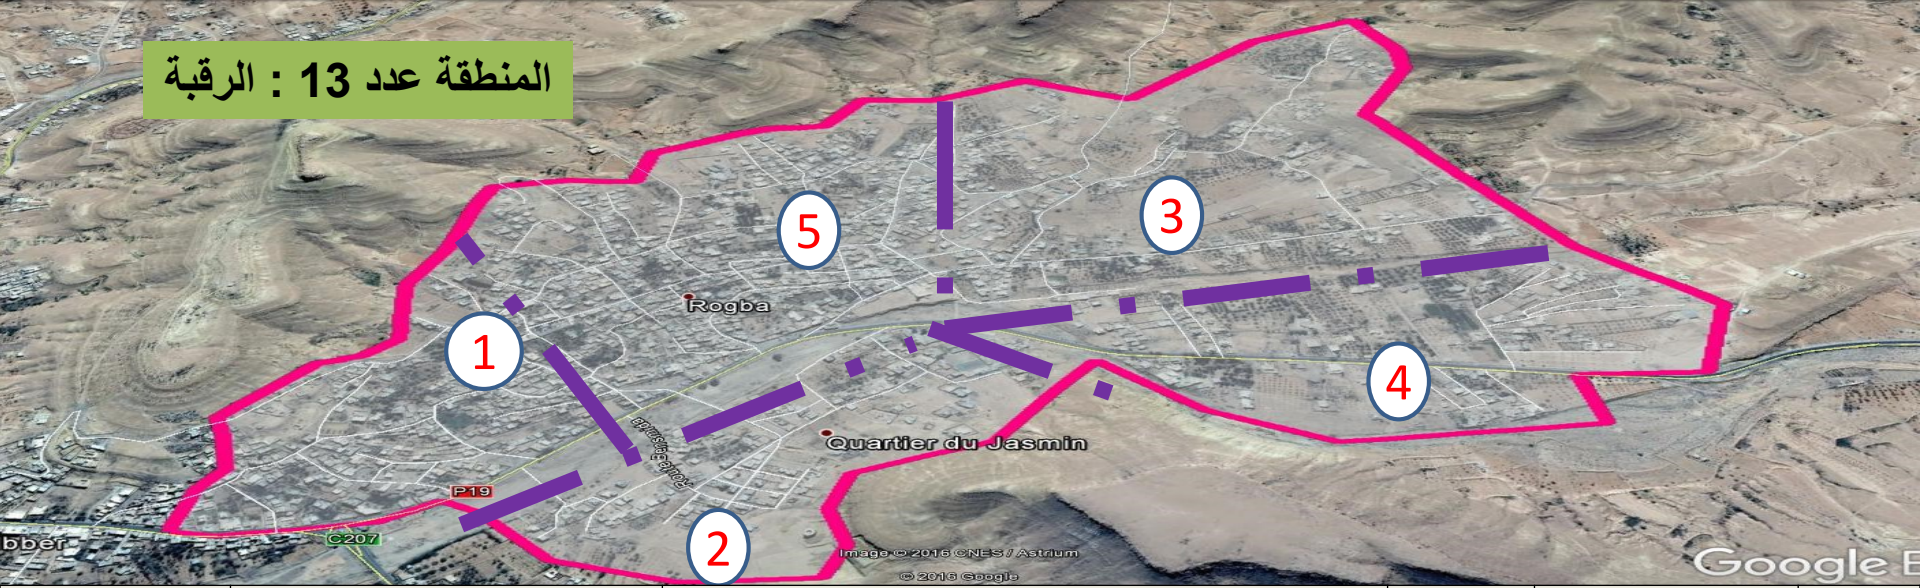 المنطقة عدد 13 : الرقبة
3
5
Rogba
1
4
Quartier du Jasmin
P19
C207
bber
2
Image © 2016 CNES / Astrium
© 2016 Google
Google E